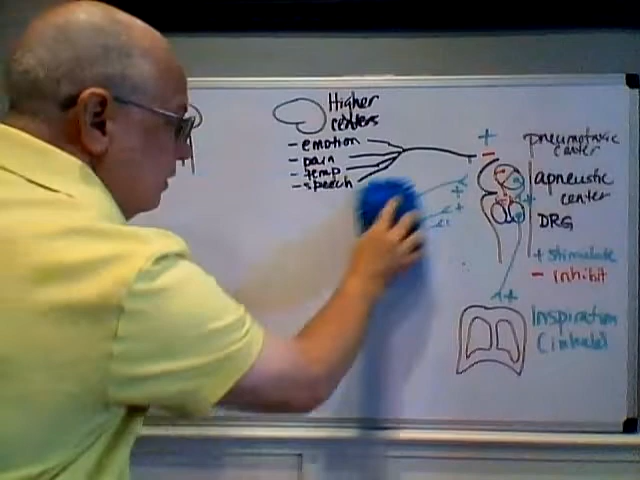 Higher
centers
- emotion
- pain
- temp
- speech
+
-
pneumotaxic
center
apneustic
center
DRG
+ stimulate
- inhibit
+
+
+
Inspiration
(inhale)